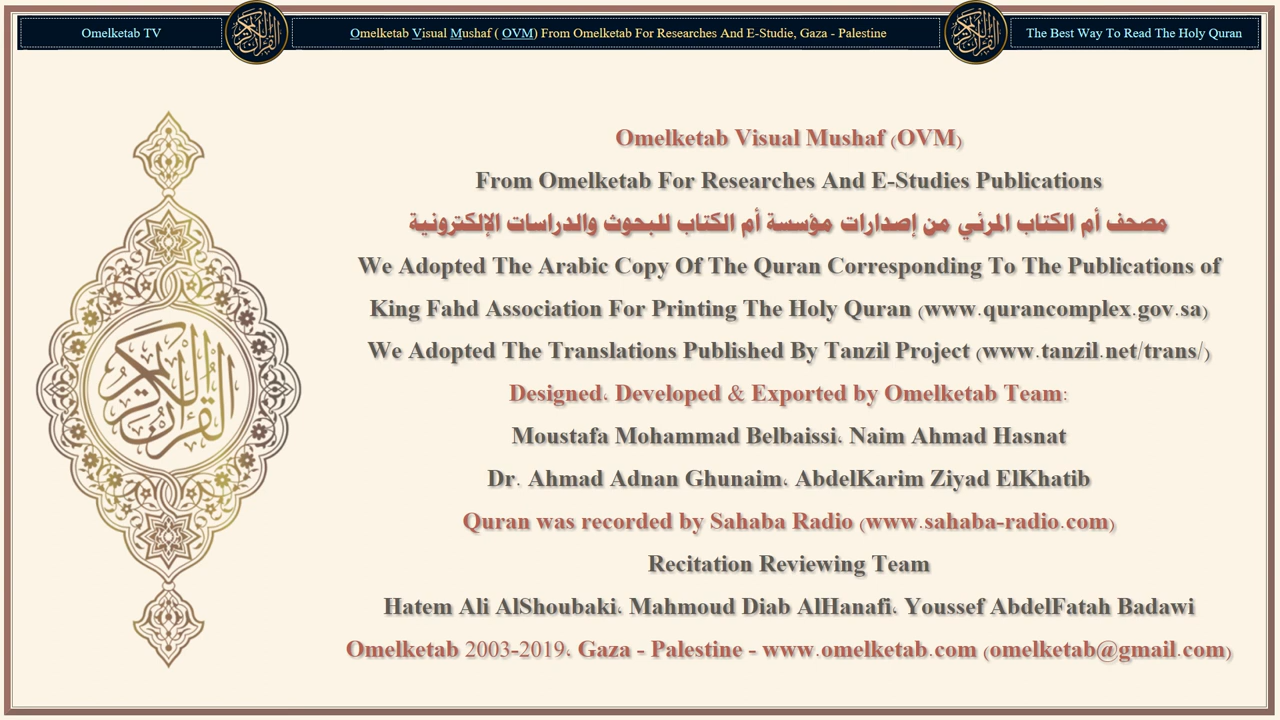 Omelketab TV
Omelketab Visual Mushaf ( OVM) From Omelketab For Researches And E-Studie, Gaza - Palestine
The Best Way To Read The Holy Quran
القرآن الكريم
Omelketab Visual Mushaf (OVM)
From Omelketab For Researches And E-Studies Publications
مصحف أم الكتاب المرئي من إصدارات مؤسسة أم الكتاب للبحوث والدراسات الإلكترونية
We Adopted The Arabic Copy Of The Quran Corresponding To The Publications of
King Fahd Association For Printing The Holy Quran (www.qurancomplex.gov.sa)
We Adopted The Translations Published By Tanzil Project (www.tanzil.net/trans/)
Designed، Developed & Exported by Omelketab Team:
Moustafa Mohammad Belbaissi، Naim Ahmad Hasnat
Dr. Ahmad Adnan Ghunaim، AbdelKarim Ziyad ElKhatib
Quran was recorded by Sahaba Radio (www.sahaba-radio.com)
Recitation Reviewing Team
Hatem Ali AlShoubaki، Mahmoud Diab AlHanafi، Youssef AbdelFatah Badawi
Omelketab 2003-2019، Gaza - Palestine - www.omelketab.com (omelketab@gmail.com)